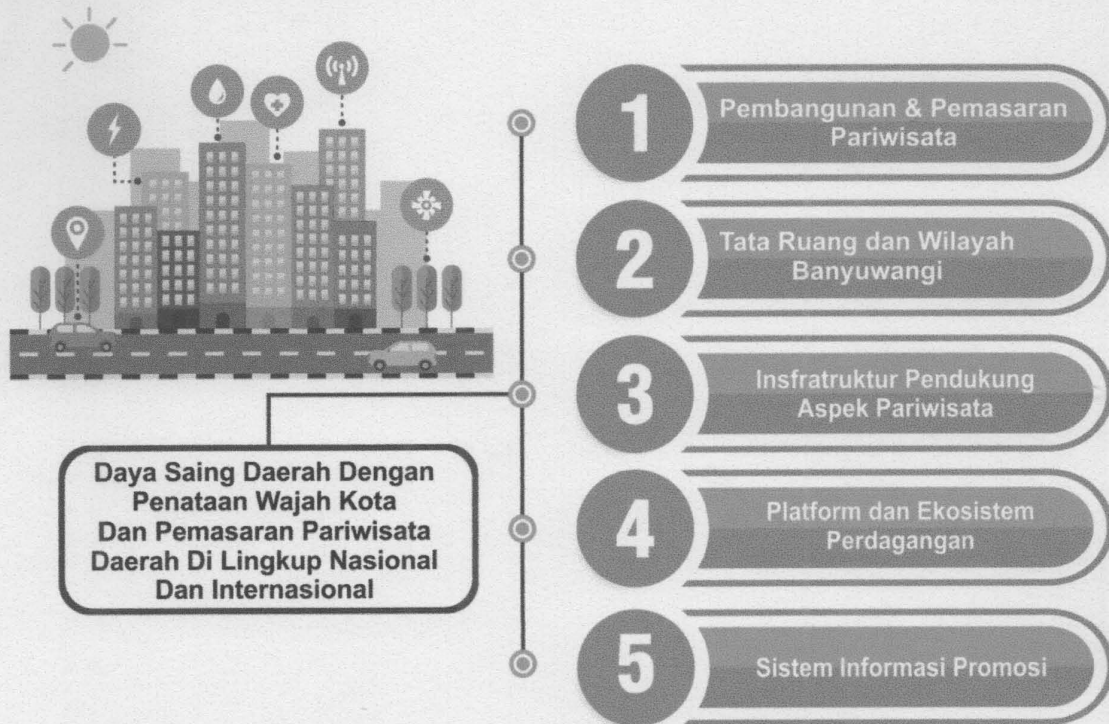 Daya Saing Daerah Dengan
Penataan Wajah Kota
Dan Pemasaran Pariwisata
Daerah Di Lingkup Nasional
Dan Internasional
1
Pembangunan & Pemasaran
Pariwisata
2
Tata Ruang dan Wilayah
Banyuwangi
3
Insfratruktur Pendukung
Aspek Pariwisata
4
Platform dan Ekosistem
Perdagangan
5
Sistem Informasi Promosi